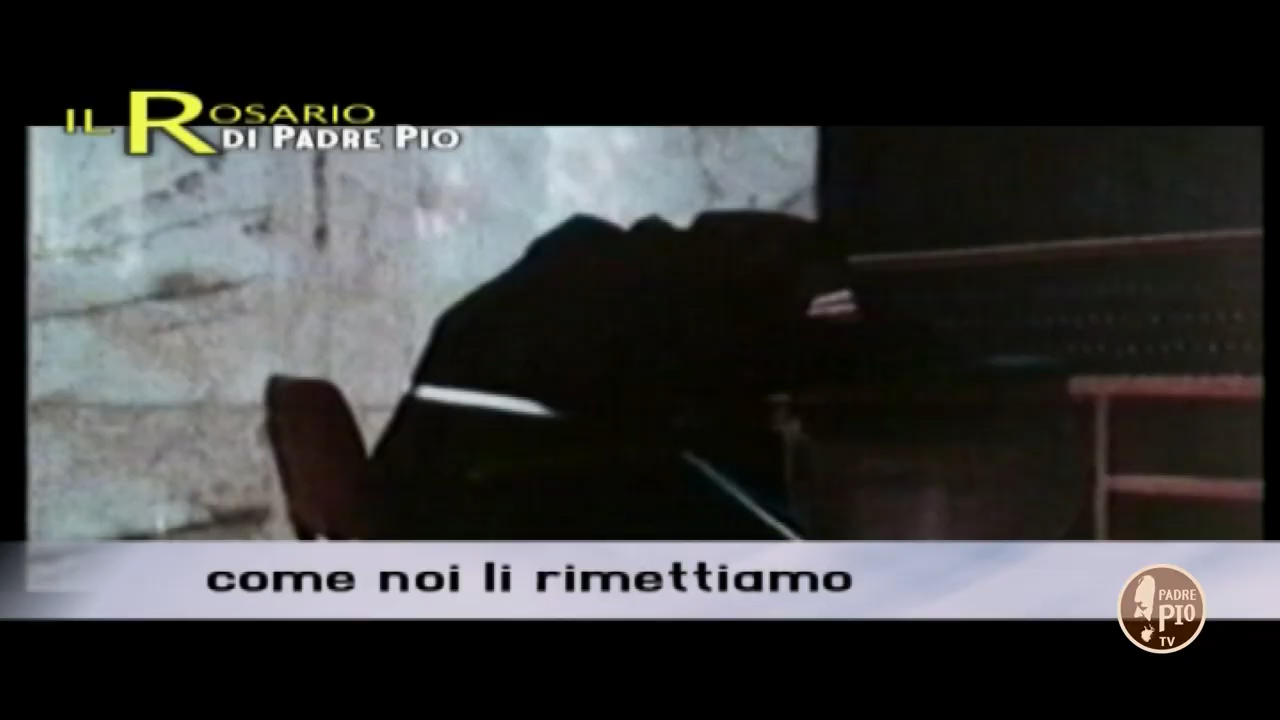 IL ROSARIO
DI PADRE PIO
come noi li rimettiamo
PADRE
PIO
TV